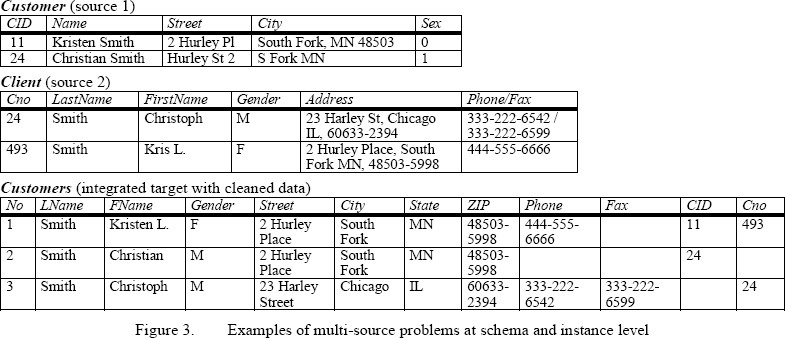 Customer (source 1)
CID Name Street City Sex
11 Kristen Smith 2 Hurley Pl South Fork, MN 48503 0
24 Christian Smith Hurley St 2 S Fork MN 1
Client (source 2)
Cno LastName FirstName Gender Address Phone/Fax
24 Smith Christoph M 23 Harley St, Chicago 333-222-6542 /
IL, 60633-2394 333-222-6599
493 Smith Kris L. F 2 Hurley Place, South 444-555-6666
Fork MN, 48503-5998
Customers (integrated target with cleaned data)
No LName FName Gender Street City State ZIP Phone Fax CID Cno
1 Smith Kristen L. F 2 Hurley South MN 48503- 444-555- 11 493
Place Fork 5998 6666
2 Smith Christian M 2 Hurley South MN 48503- 24
Place Fork 5998
3 Smith Christoph M 23 Harley Chicago IL 60633- 333-222- 333-222- 24
Street 2394 6542 6599
Figure 3. Examples of multi-source problems at schema and instance level